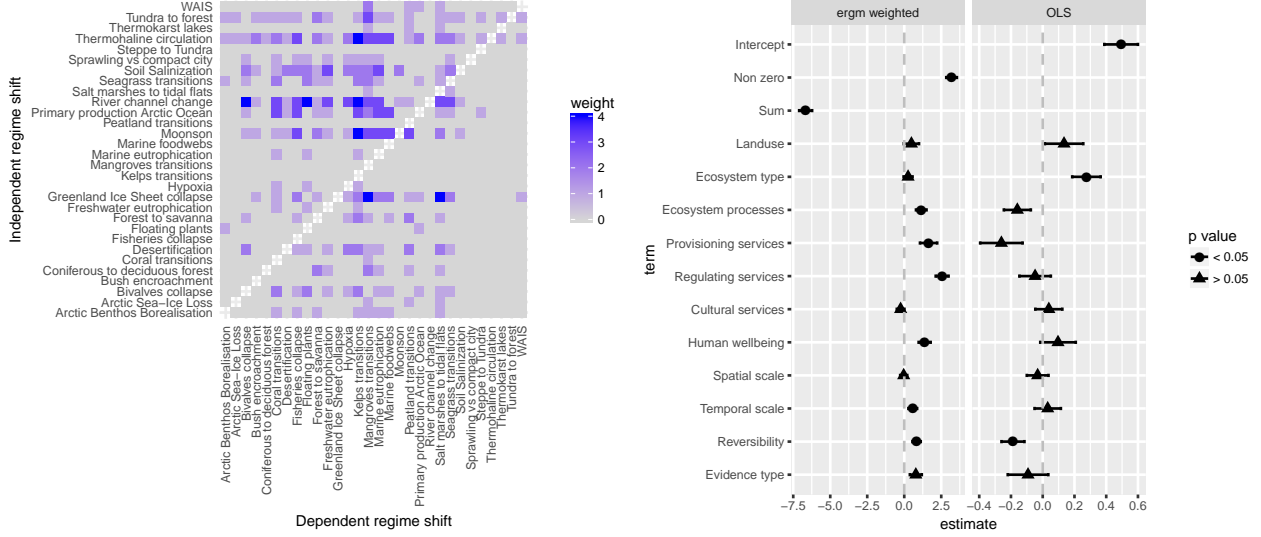 WAIS
Tundra to forest
Thermokarst lakes
Thermohaline circulation
Steppe to Tundra
Sprawling vs compact city
Soil Salinization
Seagrass transitions
Salt marshes to tidal flats
River channel change
Primary production Arctic Ocean
Peatland transitions
Moonson
Marine foodwebs
Marine eutrophication
Mangroves transitions
Kelps transitions
Hypoxia
Greenland Ice Sheet collapse
Freshwater eutrophication
Forest to savanna
Floating plants
Fisheries collapse
Desertification
Coral transitions
Coniferous to deciduous forest
Bush encroachment
Bivalves collapse
Arctic Sea-Ice Loss
Arctic Benthos Borealisation
Independent regime shift
Arctic Benthos Borealisation
Arctic Sea-Ice Loss
Bivalves collapse
Bush encroachment
Coniferous to deciduous forest
Coral transitions
Desertification
Fisheries collapse
Floating plants
Forest to savanna
Freshwater eutrophication
Greenland Ice Sheet collapse
Hypoxia
Kelps transitions
Mangroves transitions
Marine eutrophication
Marine foodwebs
Moonson
Peatland transitions
Primary production Arctic Ocean
River channel change
Salt marshes to tidal flats
Seagrass transitions
Soil Salinization
Sprawling vs compact city
Steppe to Tundra
Thermohaline circulation
Thermokarst lakes
Tundra to forest
WAIS
Dependent regime shift
weight
4
3
2
1
0
ergm weighted
OLS
Intercept
Non zero
Sum
Landuse
Ecosystem type
Ecosystem processes
Provisioning services
Regulating services
Cultural services
Human wellbeing
Spatial scale
Temporal scale
Reversibility
Evidence type
term
−7.5 −5.0 −2.5 0.0 2.5
−0.4 −0.2 0.0 0.2 0.4 0.6
estimate
p value
< 0.05
> 0.05